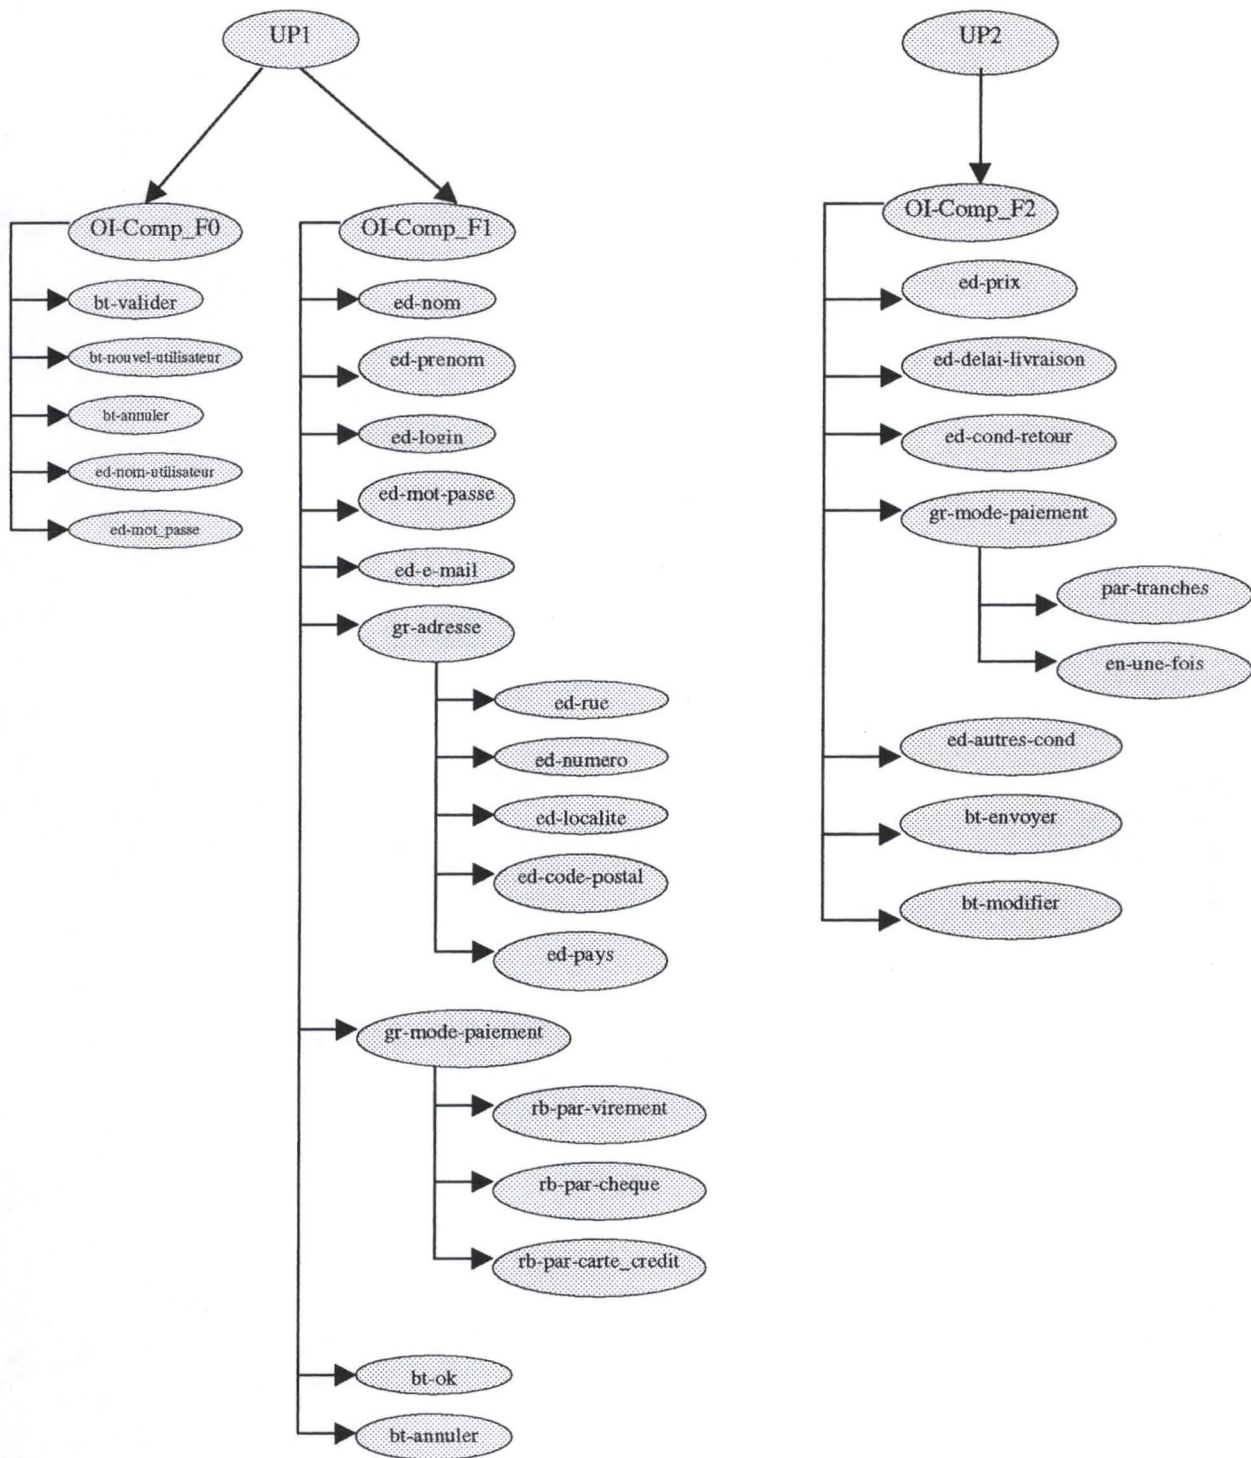 UP1
OI-Comp_F0
bt-valider
bt-nouvel-utilisateur
bt-annuler
ed-nom-utilisateur
ed-mot_passe
OI-Comp_F1
ed-nom
ed-prenom
ed-login
ed-mot-passe
ed-e-mail
gr-adresse
ed-rue
ed-numero
ed-localite
ed-code-postal
ed-pays
gr-mode-paiement
rb-par-virement
rb-par-cheque
rb-par-carte_credit
bt-ok
bt-annuler
UP2
OI-Comp_F2
ed-prix
ed-delai-livraison
ed-cond-retour
gr-mode-paiement
par-tranches
en-une-fois
ed-autres-cond
bt-envoyer
bt-modifier